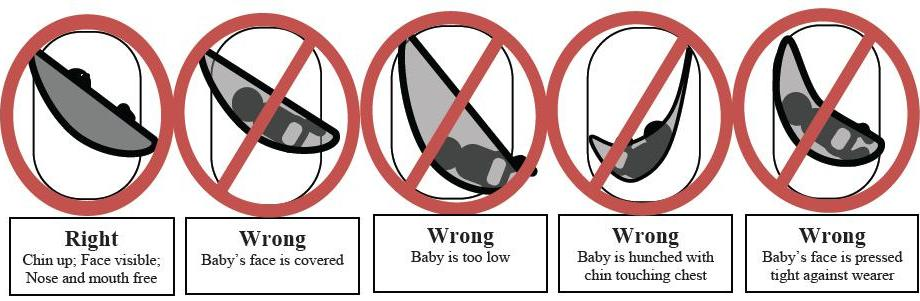 Right
Chin up; Face visible;
Nose and mouth free
Wrong
Baby's face is covered
Wrong
Baby is too low
Wrong
Baby is hunched with
chin touching chest
Wrong
Baby's face is pressed
tight against wearer